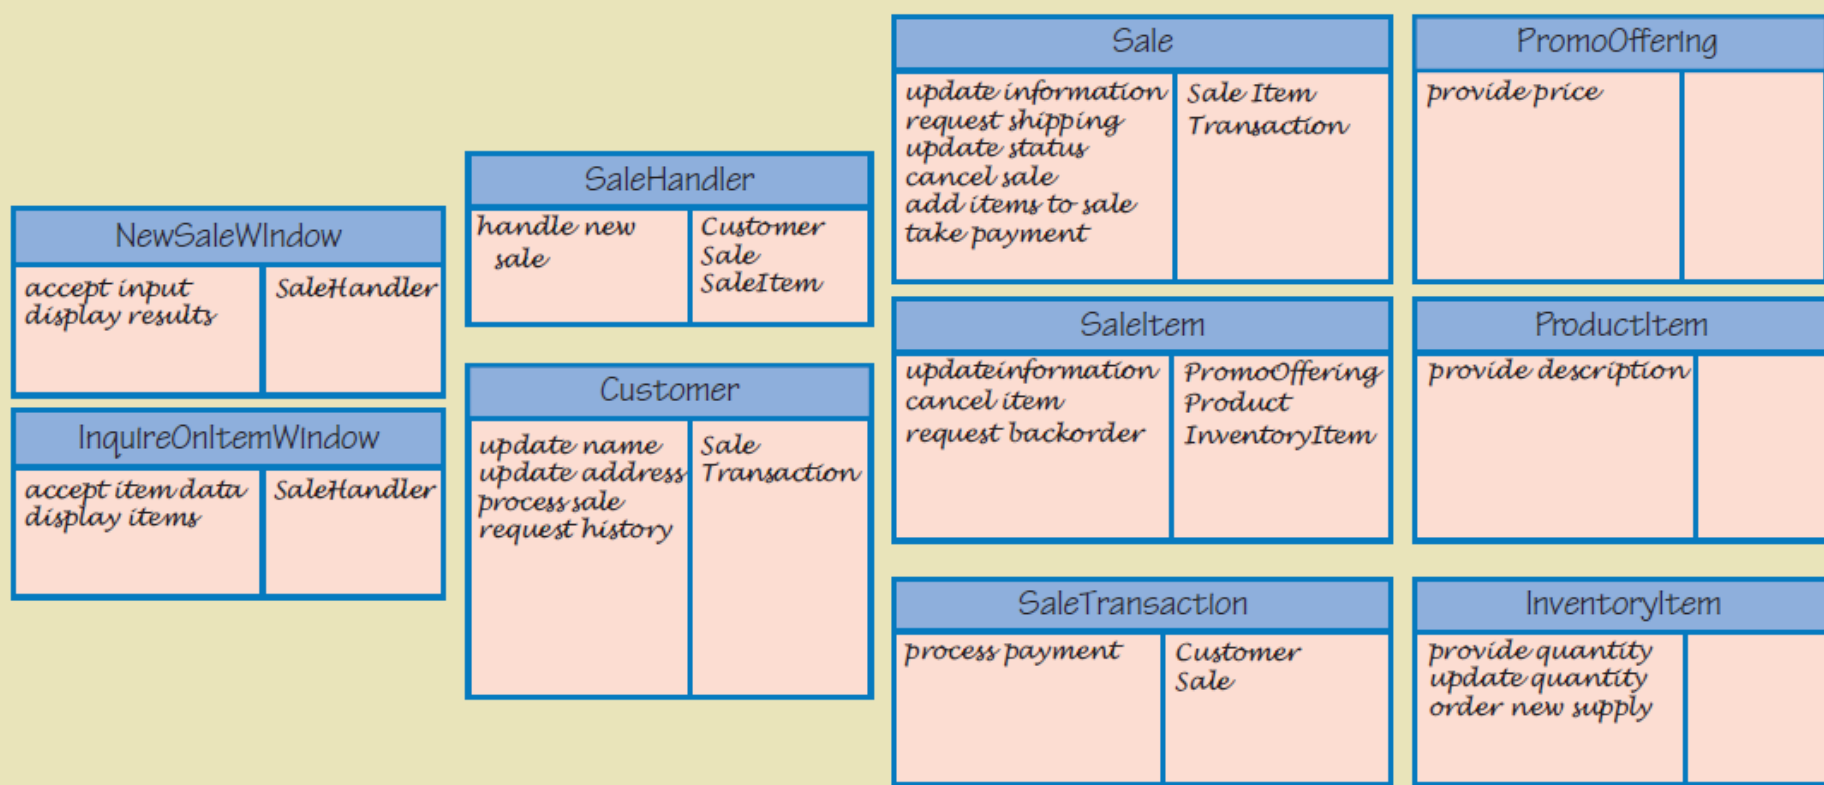 NewSaleWindow
accept input
display results
SaleHandler
InquireOnItemWindow
accept item data
display items
SaleHandler
SaleHandler
handle new
sale
Customer
Sale
SaleItem
Customer
update name
update address
process sale
request history
Sale
Transaction
Sale
update information
request shipping
update status
cancel sale
add items to sale
take payment
Sale Item
Transaction
SaleItem
updateinformation
cancel item
request backorder
PromoOffering
Product
InventoryItem
SaleTransaction
process payment
Customer
Sale
PromoOffering
provide price
ProductItem
provide description
InventoryItem
provide quantity
update quantity
order new supply